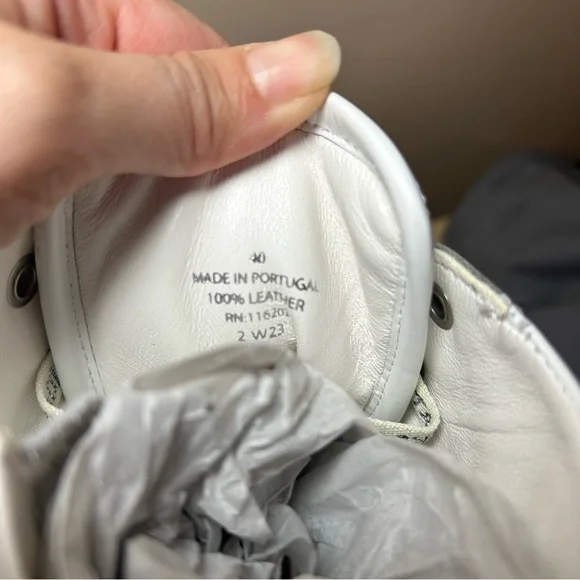 40
MADE IN PORTUGAL
100% LEATHER
RN:116202
2 W23